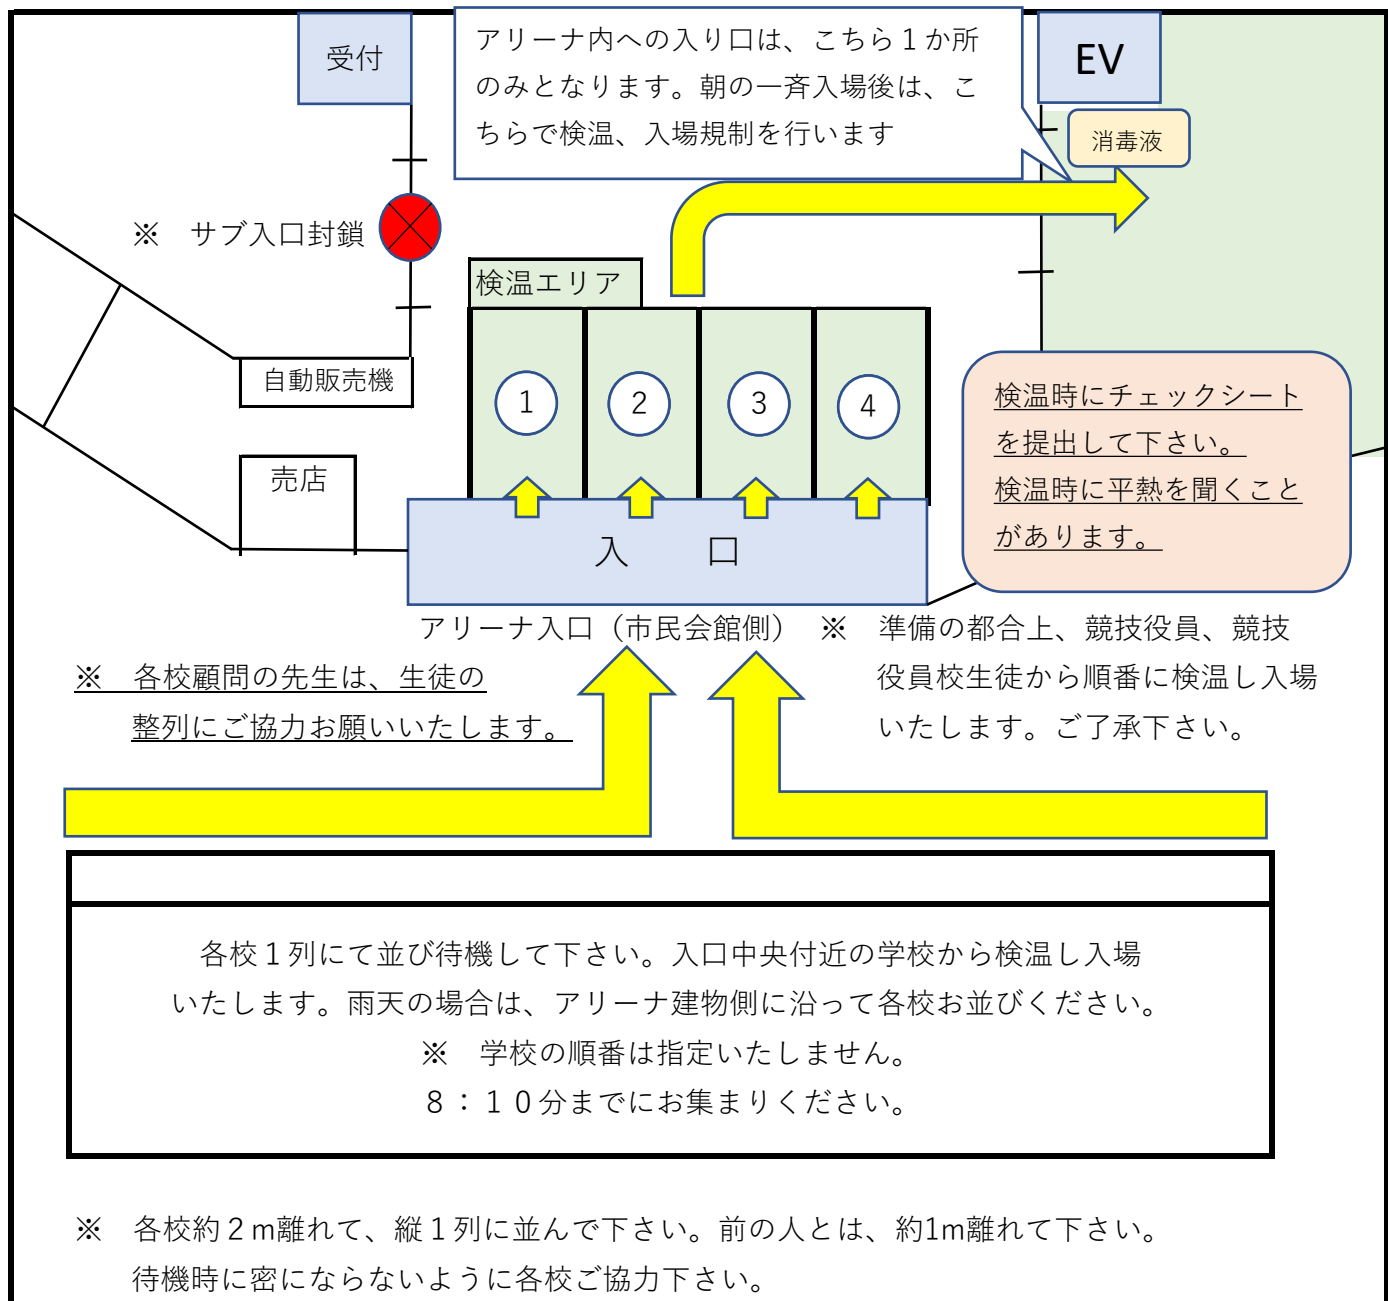 受付
アリーナ内への入り口は、こちら１か所
のみとなります。朝の一斉入場後は、こ
ちらで検温、入場規制を行います
EV
消毒液
※　サブ入口封鎖
検温エリア
自動販売機
1
2
3
4
検温時にチェックシート
を提出して下さい。
検温時に平熱を聞くこと
があります。
売店
入　口
アリーナ入口（市民会館側）
※　準備の都合上、競技役員、競技
役員校生徒から順番に検温し入場
いたします。ご了承下さい。
※　各校顧問の先生は、生徒の
整列にご協力お願いいたします。
各校１列にて並び待機して下さい。入口中央付近の学校から検温し入場
いたします。雨天の場合は、アリーナ建物側に沿って各校お並びください。
※　学校の順番は指定いたしません。
８：１０分までにお集まりください。
※　各校約２ｍ離れて、縦１列に並んで下さい。前の人とは、約1m離れて下さい。
待機時に密にならないように各校ご協力下さい。